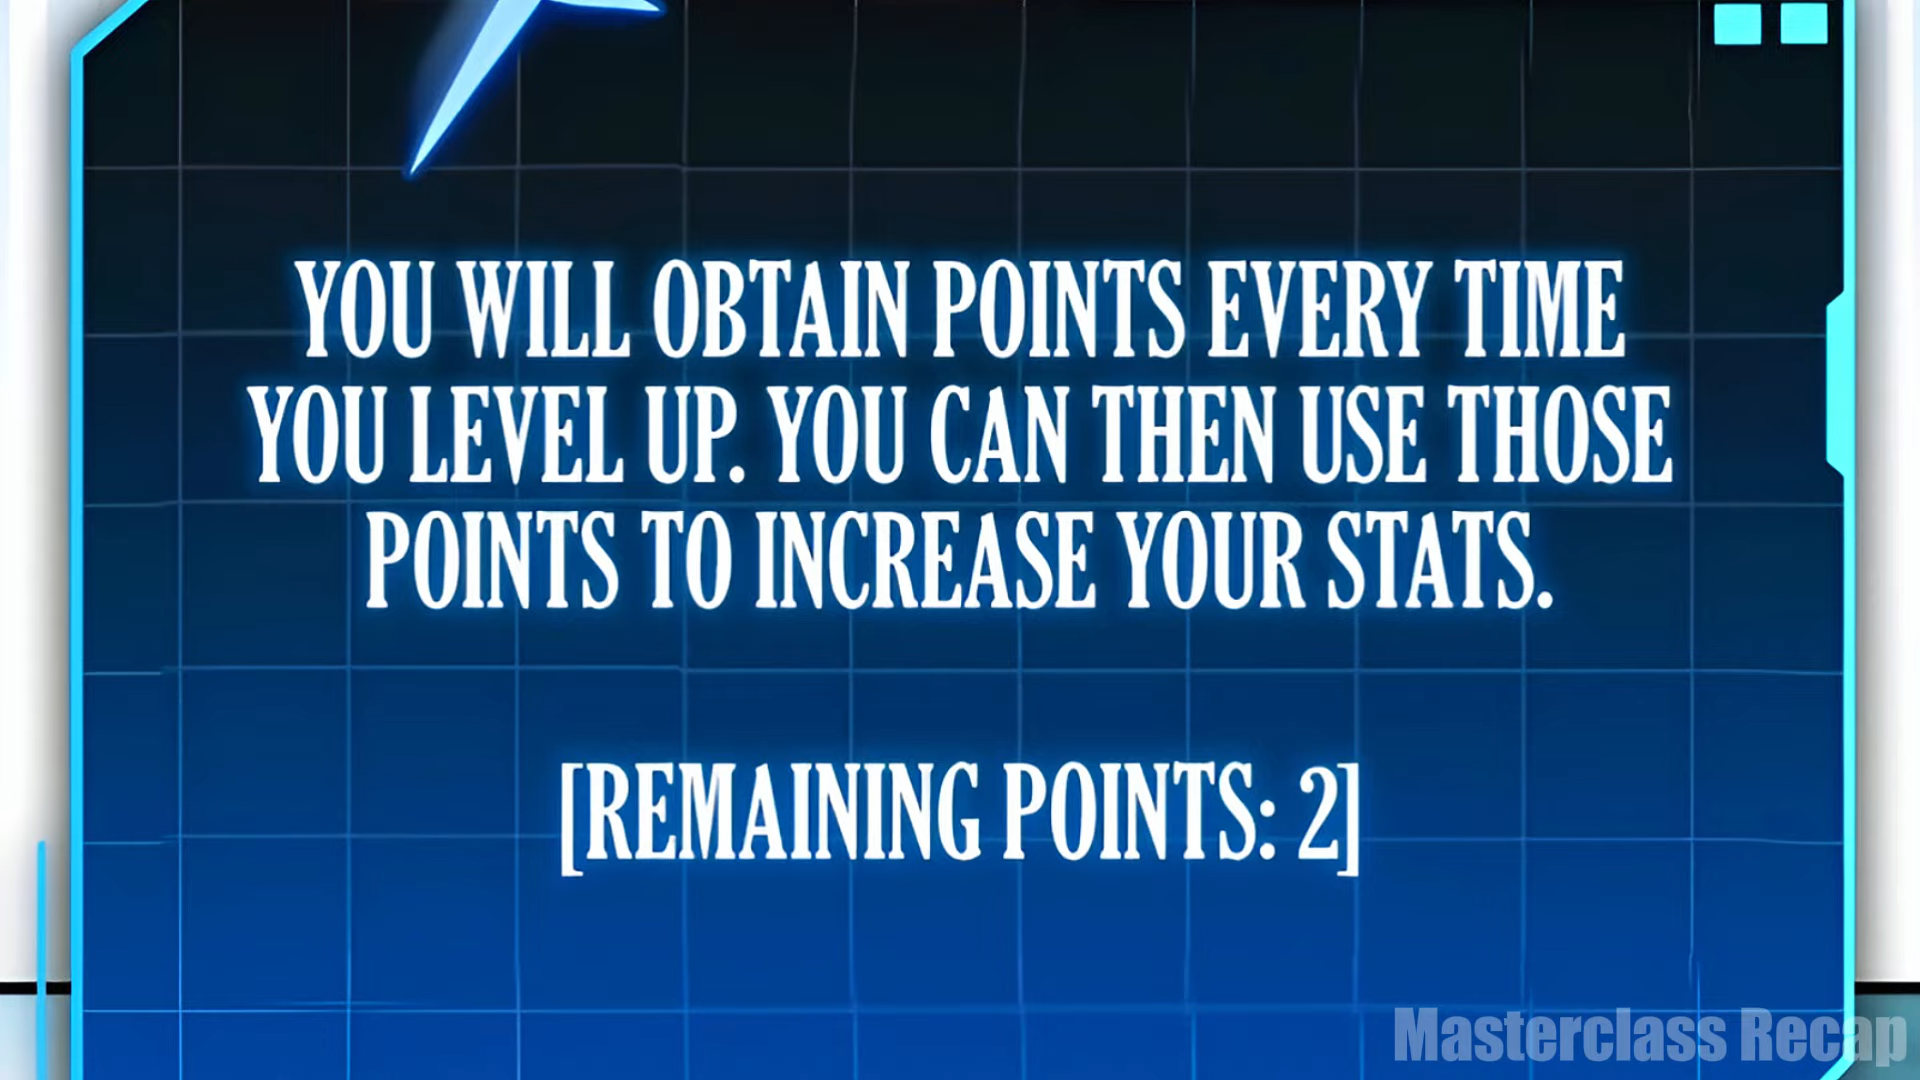 YOU WILL OBTAIN POINTS EVERY TIME
YOU LEVEL UP. YOU CAN THEN USE THOSE
POINTS TO INCREASE YOUR STATS.
[REMAINING POINTS: 2]
Masterclass Recap